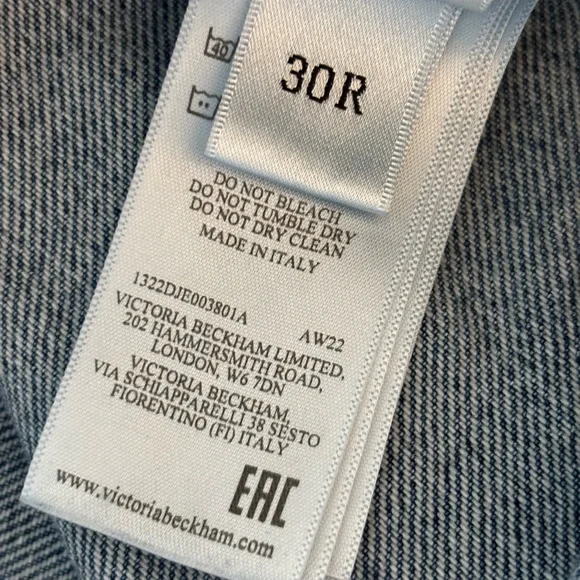 40
30R
DO NOT BLEACH
DO NOT TUMBLE DRY
DO NOT DRY CLEAN
MADE IN ITALY
1322DJE003801A AW22
VICTORIA BECKHAM LIMITED,
202 HAMMERSMITH ROAD,
LONDON, W6 7DN
VICTORIA BECKHAM,
VIA SCHIAPPARELLI 38 SESTO
FIORENTINO (FI) ITALY
EAC
www.victoriabeckham.com